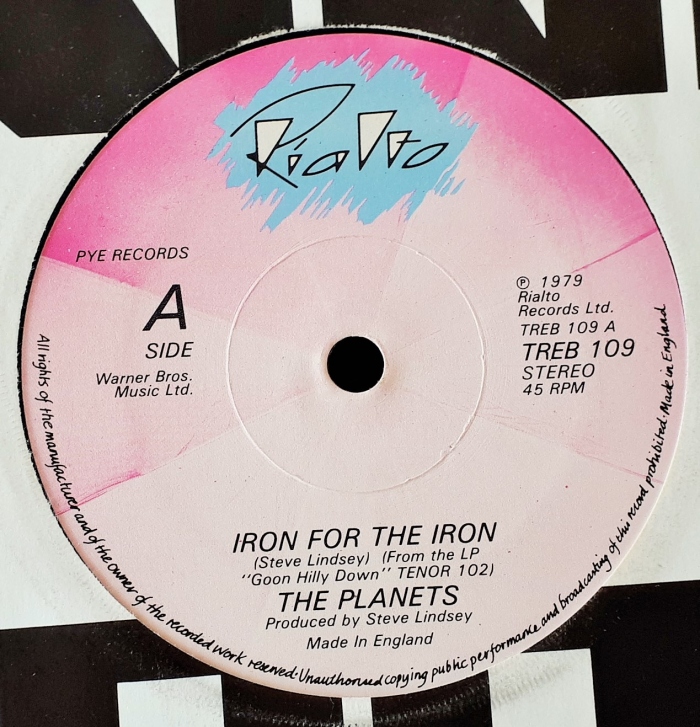 Rialto
PYE RECORDS
A
SIDE
Warner Bros.
Music Ltd.
℗ 1979
Rialto
Records Ltd.
TREB 109 A
TREB 109
STEREO
45 RPM
IRON FOR THE IRON
(Steve Lindsey) (From the LP
"Goon Hilly Down" TENOR 102)
THE PLANETS
Produced by Steve Lindsey
Made In England
All rights of the manufacturer and of the owner of the recorded work reserved·Unauthorised copying public performance and broadcasting of this record prohibited·Made in England